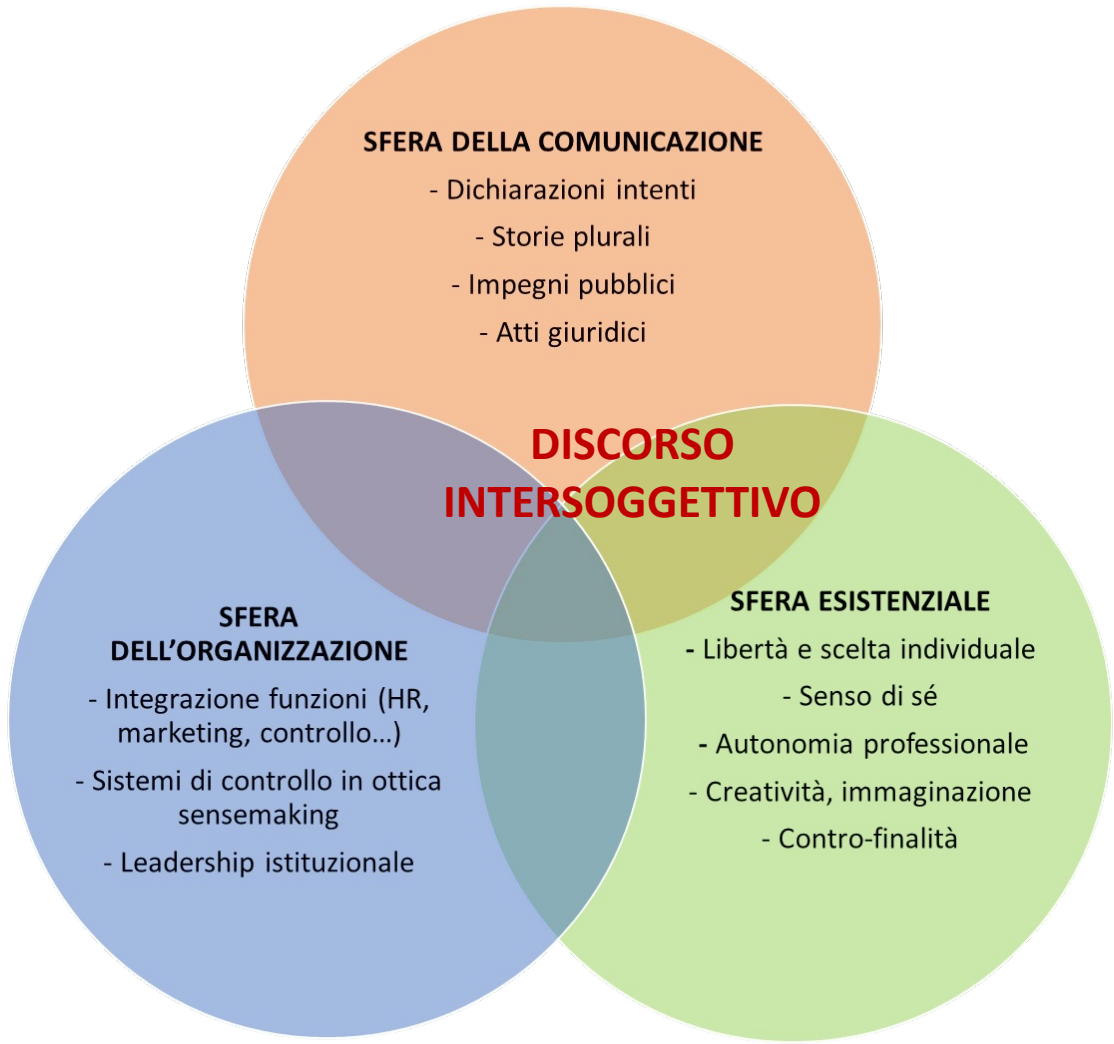 SFERA DELLA COMUNICAZIONE
- Dichiarazioni intenti
- Storie plurali
- Impegni pubblici
- Atti giuridici
DISCORSO
INTERSOGGETTIVO
SFERA
DELL’ORGANIZZAZIONE
- Integrazione funzioni (HR,
marketing, controllo…)
- Sistemi di controllo in ottica
sensemaking
- Leadership istituzionale
SFERA ESISTENZIALE
- Libertà e scelta individuale
- Senso di sé
- Autonomia professionale
- Creatività, immaginazione
- Contro-finalità